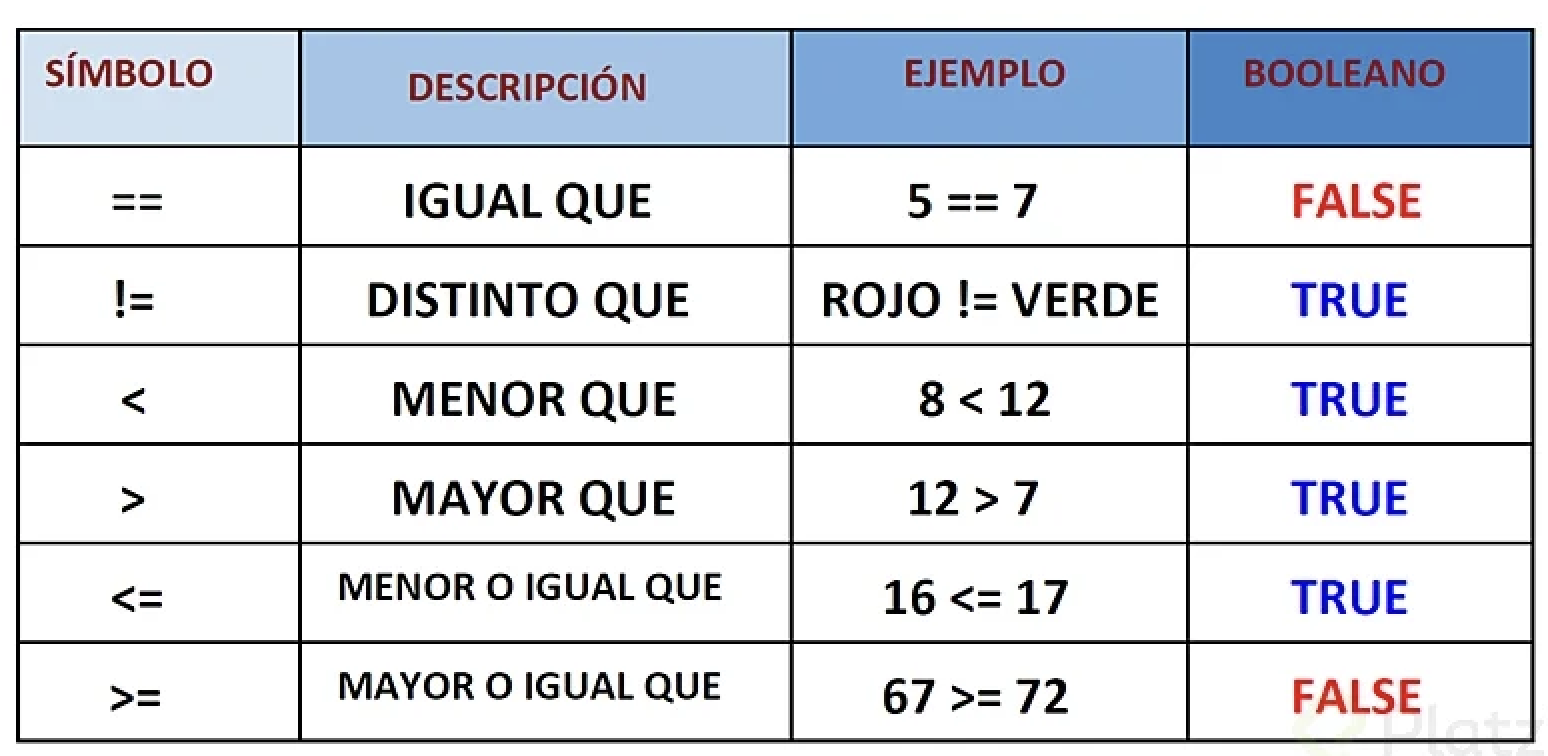 SÍMBOLO DESCRIPCIÓN EJEMPLO BOOLEANO
== IGUAL QUE 5 == 7 FALSE
!= DISTINTO QUE ROJO != VERDE TRUE
< MENOR QUE 8 < 12 TRUE
> MAYOR QUE 12 > 7 TRUE
<= MENOR O IGUAL QUE 16 <= 17 TRUE
>= MAYOR O IGUAL QUE 67 >= 72 FALSE
Platz